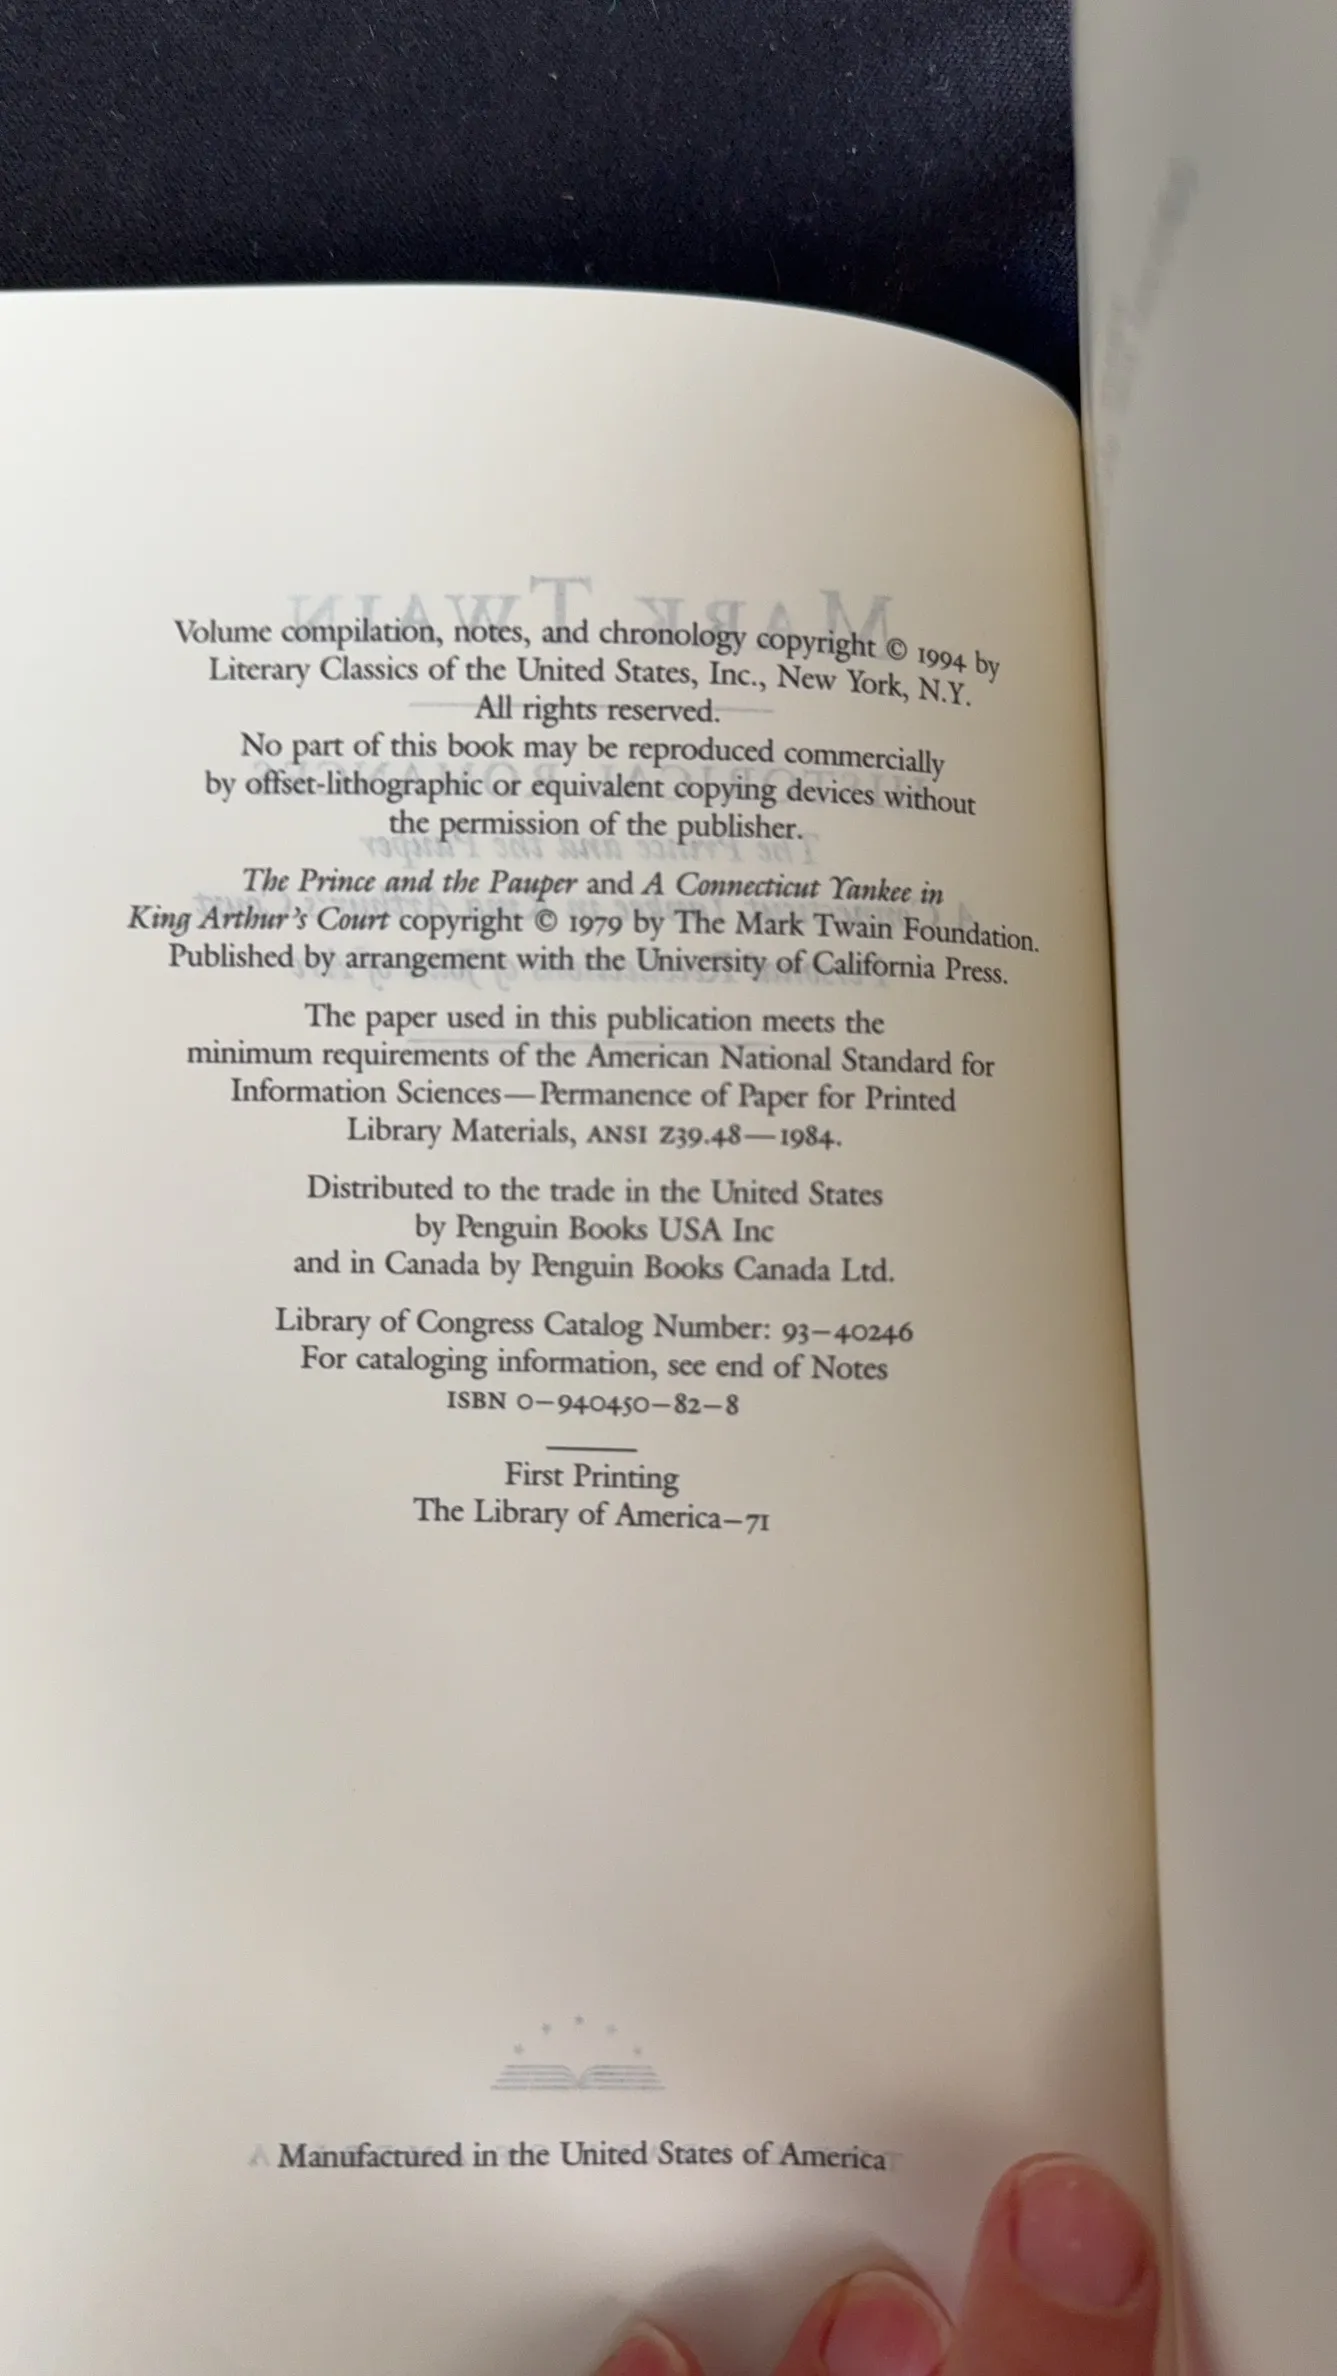 Volume compilation, notes, and chronology copyright © 1994 by
Literary Classics of the United States, Inc., New York, N.Y.
All rights reserved.
No part of this book may be reproduced commercially
by offset-lithographic or equivalent copying devices without
the permission of the publisher.
The Prince and the Pauper and A Connecticut Yankee in
King Arthur's Court copyright © 1979 by The Mark Twain Foundation.
Published by arrangement with the University of California Press.
The paper used in this publication meets the
minimum requirements of the American National Standard for
Information Sciences—Permanence of Paper for Printed
Library Materials, ANSI Z39.48—1984.
Distributed to the trade in the United States
by Penguin Books USA Inc
and in Canada by Penguin Books Canada Ltd.
Library of Congress Catalog Number: 93–40246
For cataloging information, see end of Notes
ISBN 0–940450–82–8
First Printing
The Library of America–71
Manufactured in the United States of America